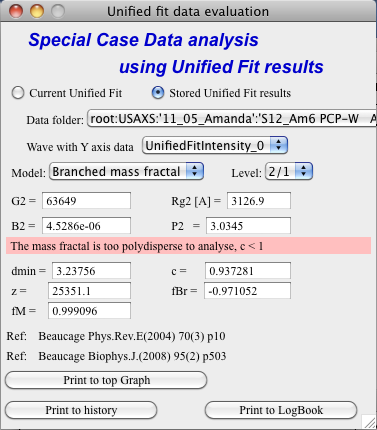 Unified fit data evaluation
Special Case Data analysis
using Unified Fit results
Current Unified Fit Stored Unified Fit results
Data folder: root:USAXS:'11_05_Amanda':'S12_Am6 PCP-W A
Wave with Y axis data UnifiedFitIntensity_0
Model: Branched mass fractal Level: 2/1
G2 = 63649 Rg2 [A] = 3126.9
B2 = 4.5286e-06 P2 = 3.0345
The mass fractal is too polydisperse to analyse, c < 1
dmin = 3.23756 c = 0.937281
z = 25351.1 fBr = -0.971052
fM = 0.999096
Ref: Beaucage Phys.Rev.E(2004) 70(3) p10
Ref: Beaucage Biophys.J.(2008) 95(2) p503
Print to top Graph
Print to history Print to LogBook